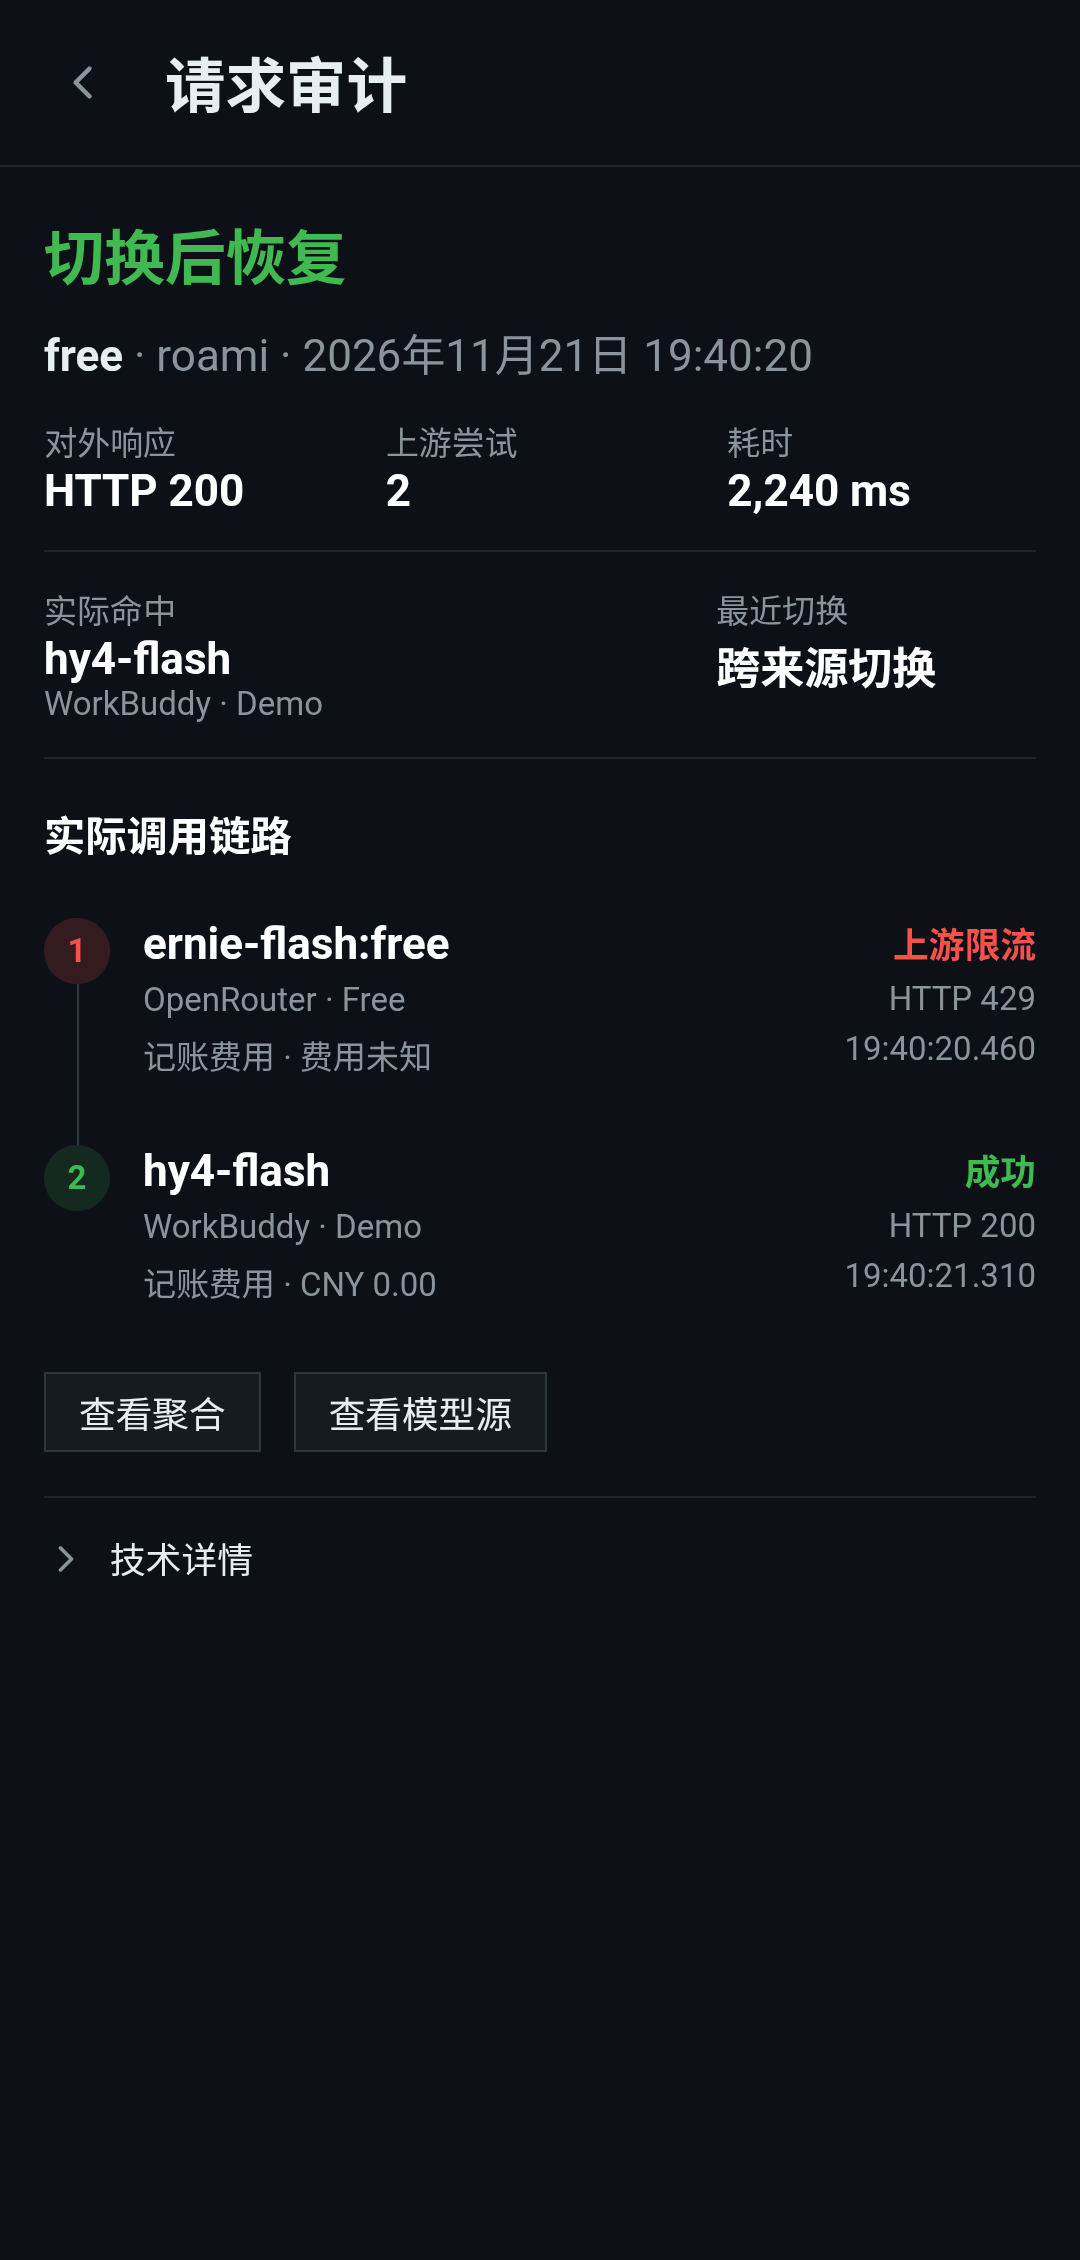 请求审计
切换后恢复
free · roami · 2026年11月21日 19:40:20
对外响应 上游尝试 耗时
HTTP 200 2 2,240 ms
实际命中 最近切换
hy4-flash 跨来源切换
WorkBuddy · Demo
实际调用链路
1 ernie-flash:free 上游限流
OpenRouter · Free HTTP 429
记账费用 · 费用未知 19:40:20.460
2 hy4-flash 成功
WorkBuddy · Demo HTTP 200
记账费用 · CNY 0.00 19:40:21.310
查看聚合 查看模型源
技术详情